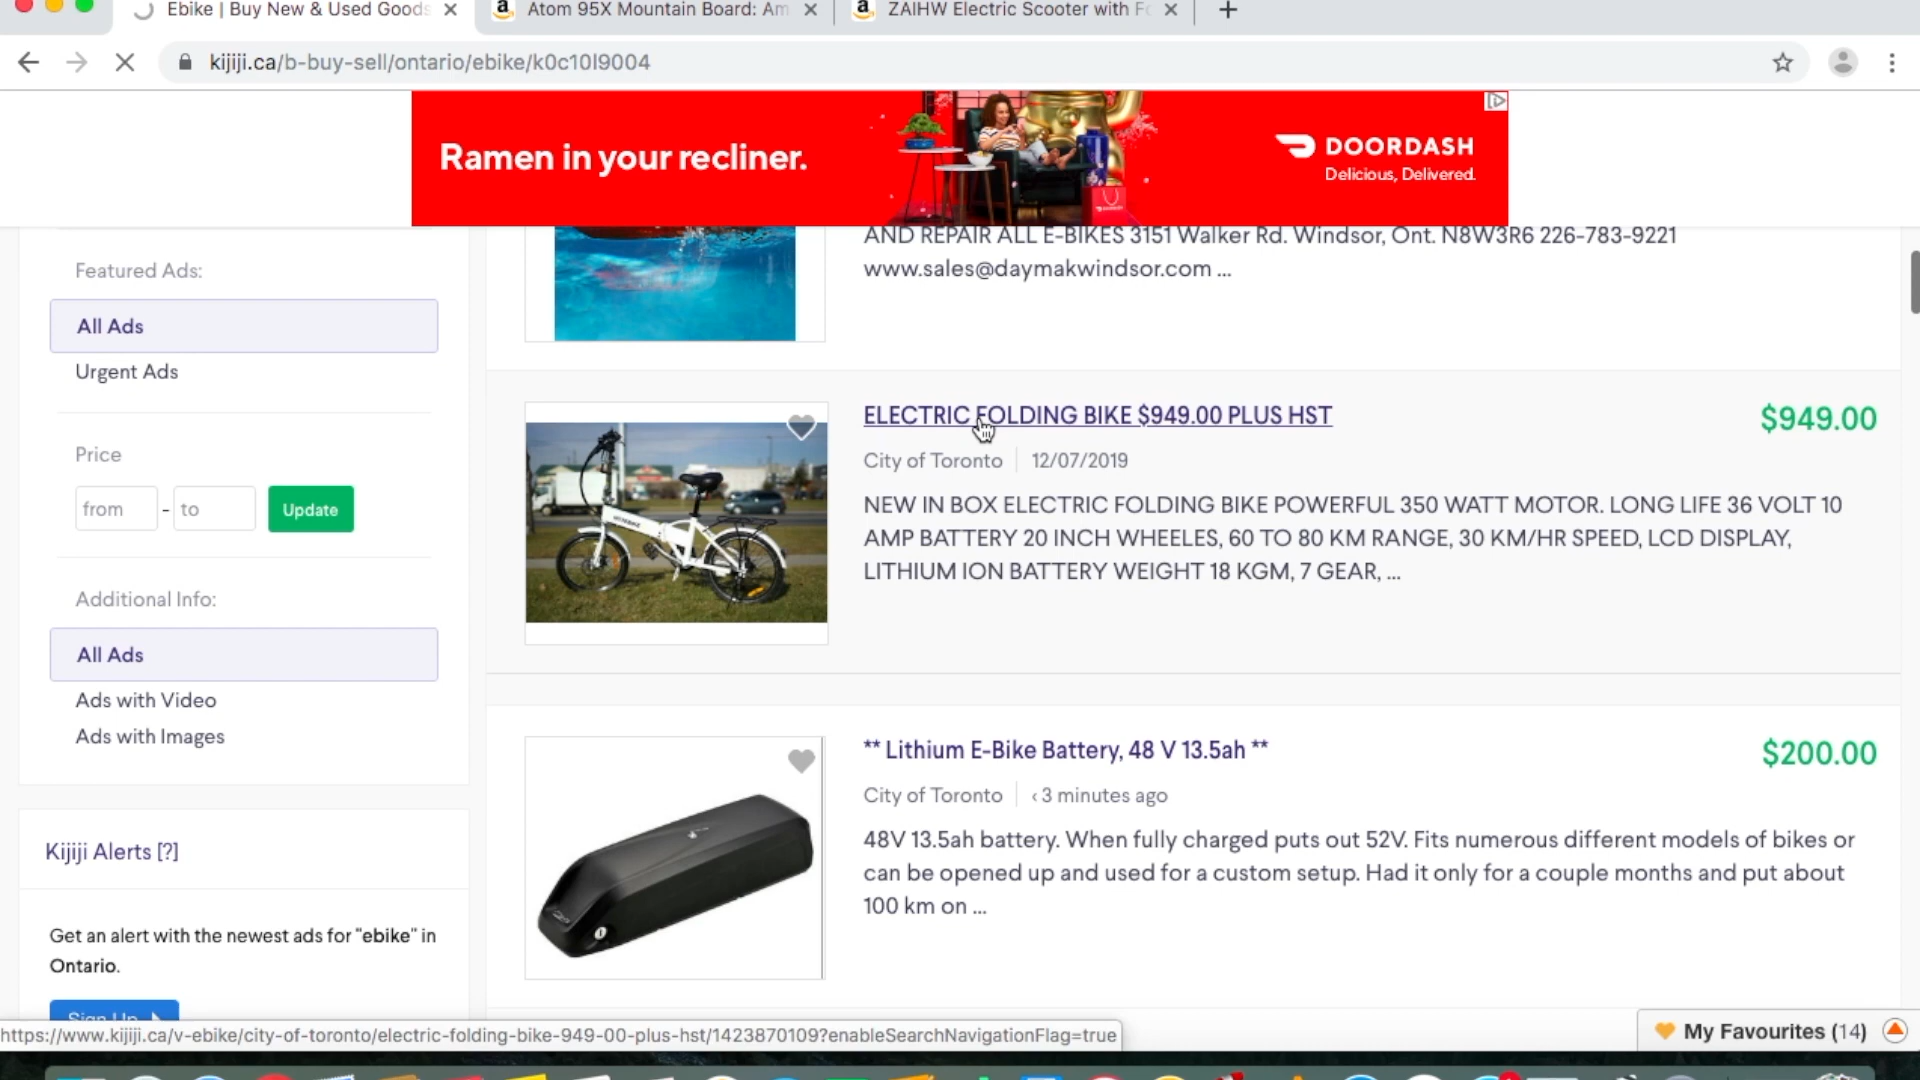 Ebike | Buy New & Used Goods
Atom 95X Mountain Board: Am
ZAIHW Electric Scooter with Fo
kijiji.ca/b-buy-sell/ontario/ebike/k0c10l9004
Ramen in your recliner.
DOORDASH
Delicious, Delivered.
Featured Ads:
All Ads
Urgent Ads
Price
from - to Update
Additional Info:
All Ads
Ads with Video
Ads with Images
Kijiji Alerts [?]
Get an alert with the newest ads for "ebike" in
Ontario.
Sign Up
AND REPAIR ALL E-BIKES 3151 Walker Rd. Windsor, Ont. N8W3R6 226-783-9221
www.sales@daymakwindsor.com ...
ELECTRIC FOLDING BIKE $949.00 PLUS HST
$949.00
City of Toronto | 12/07/2019
NEW IN BOX ELECTRIC FOLDING BIKE POWERFUL 350 WATT MOTOR. LONG LIFE 36 VOLT 10
AMP BATTERY 20 INCH WHEELES, 60 TO 80 KM RANGE, 30 KM/HR SPEED, LCD DISPLAY,
LITHIUM ION BATTERY WEIGHT 18 KGM, 7 GEAR, ...
** Lithium E-Bike Battery, 48 V 13.5ah **
$200.00
City of Toronto | < 3 minutes ago
48V 13.5ah battery. When fully charged puts out 52V. Fits numerous different models of bikes or
can be opened up and used for a custom setup. Had it only for a couple months and put about
100 km on ...
https://www.kijiji.ca/v-ebike/city-of-toronto/electric-folding-bike-949-00-plus-hst/1423870109?enableSearchNavigationFlag=true
My Favourites (14)